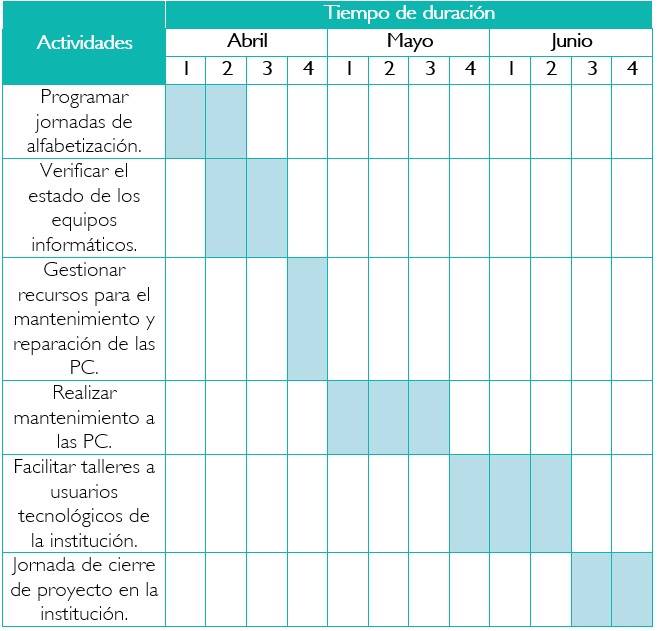 Tiempo de duración
Actividades
Abril Mayo Junio
1 2 3 4 1 2 3 4 1 2 3 4
Programar
jornadas de
alfabetización.
Verificar el
estado de los
equipos
informáticos.
Gestionar
recursos para el
mantenimiento y
reparación de las
PC.
Realizar
mantenimiento a
las PC.
Facilitar talleres a
usuarios
tecnológicos de
la institución.
Jornada de cierre
de proyecto en la
institución.